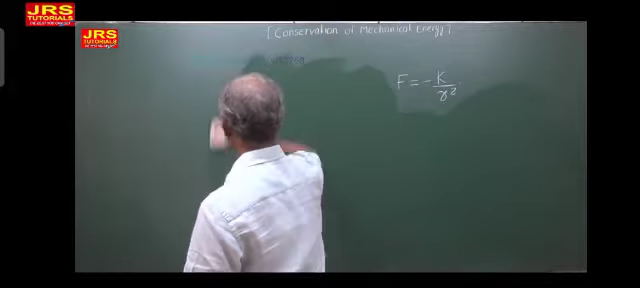 JRS
TUTORIALS
JRS
TUTORIALS
[Conservation of Mechanical Energy]
F = - K / r²